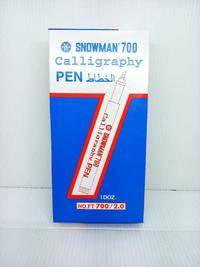 SNOWMAN® 700
Calligraphy
PEN الخطاط
SNOWMAN® 700
Calligraphy PEN
1 DOZ.
NO.FT 700/2.0